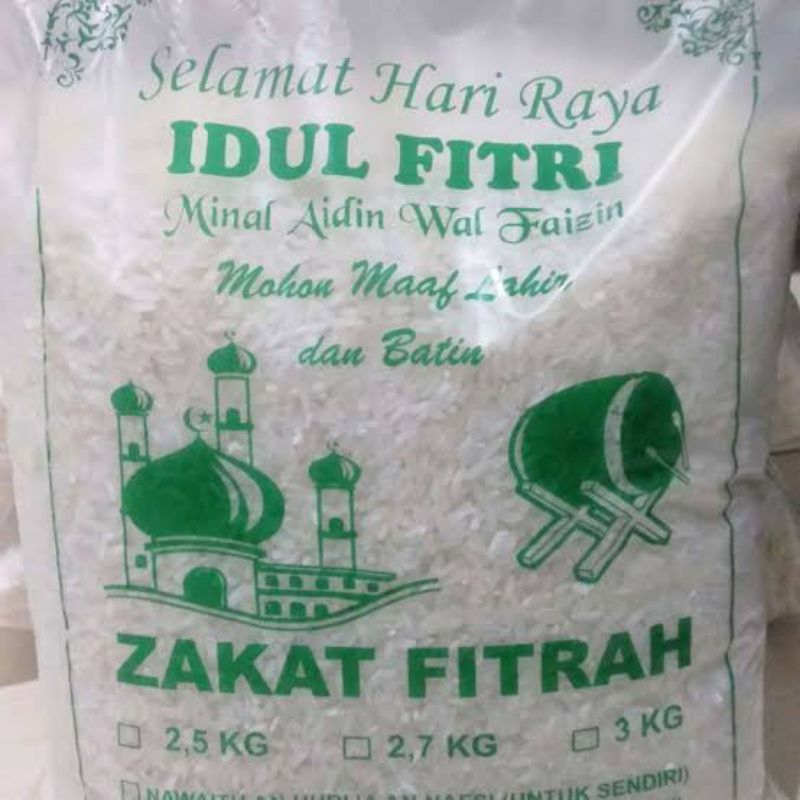 Selamat Hari Raya
IDUL FITRI
Minal Aidin Wal Faizin
Mohon Maaf Lahir
dan Batin
ZAKAT FITRAH
2,5 KG 2,7 KG 3 KG
(UNTUK SENDIRI)